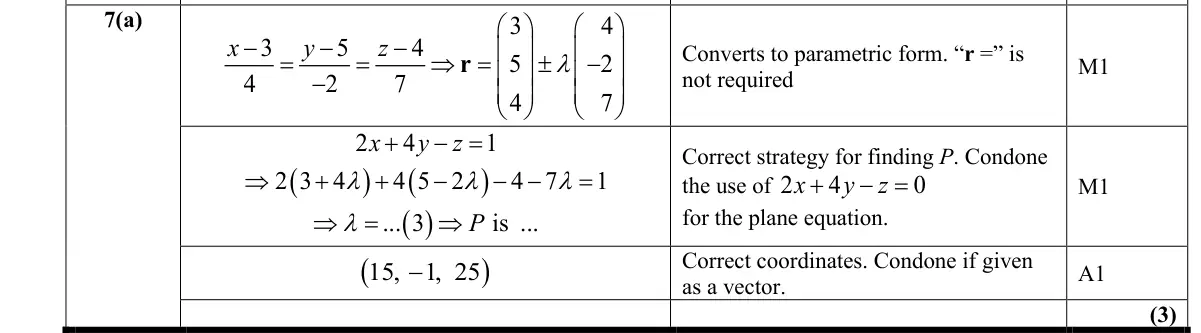 7(a)
x − 3 / 4 = y − 5 / −2 = z − 4 / 7 ⇒ r = (3 5 4) ± λ (4 −2 7)
Converts to parametric form. “r =” is
not required
M1
2x + 4y − z = 1
⇒ 2(3 + 4λ) + 4(5 − 2λ) − 4 − 7λ = 1
⇒ λ = ...(3) ⇒ P is ...
Correct strategy for finding P. Condone
the use of 2x + 4y − z = 0
for the plane equation.
M1
(15, −1, 25)
Correct coordinates. Condone if given
as a vector.
A1
(3)